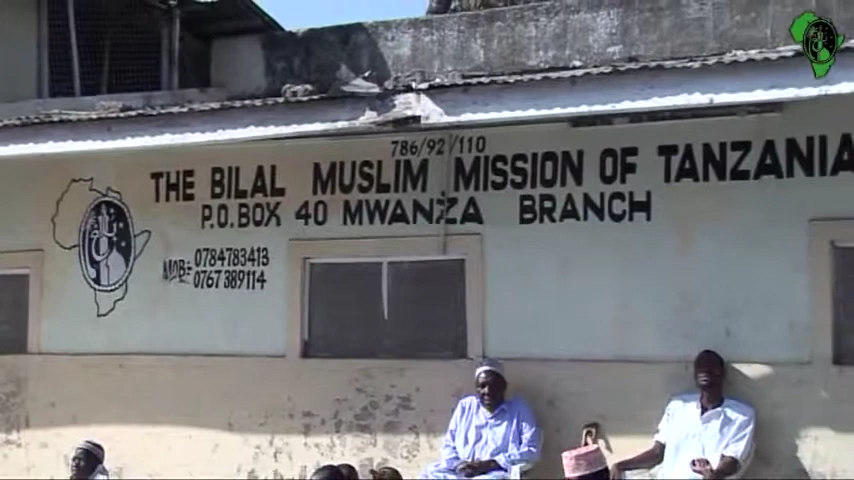 786/92/110
THE BILAL MUSLIM MISSION OF TANZANIA
P.O. BOX 40 MWANZA BRANCH
MOB:- 0784783413
0767389114